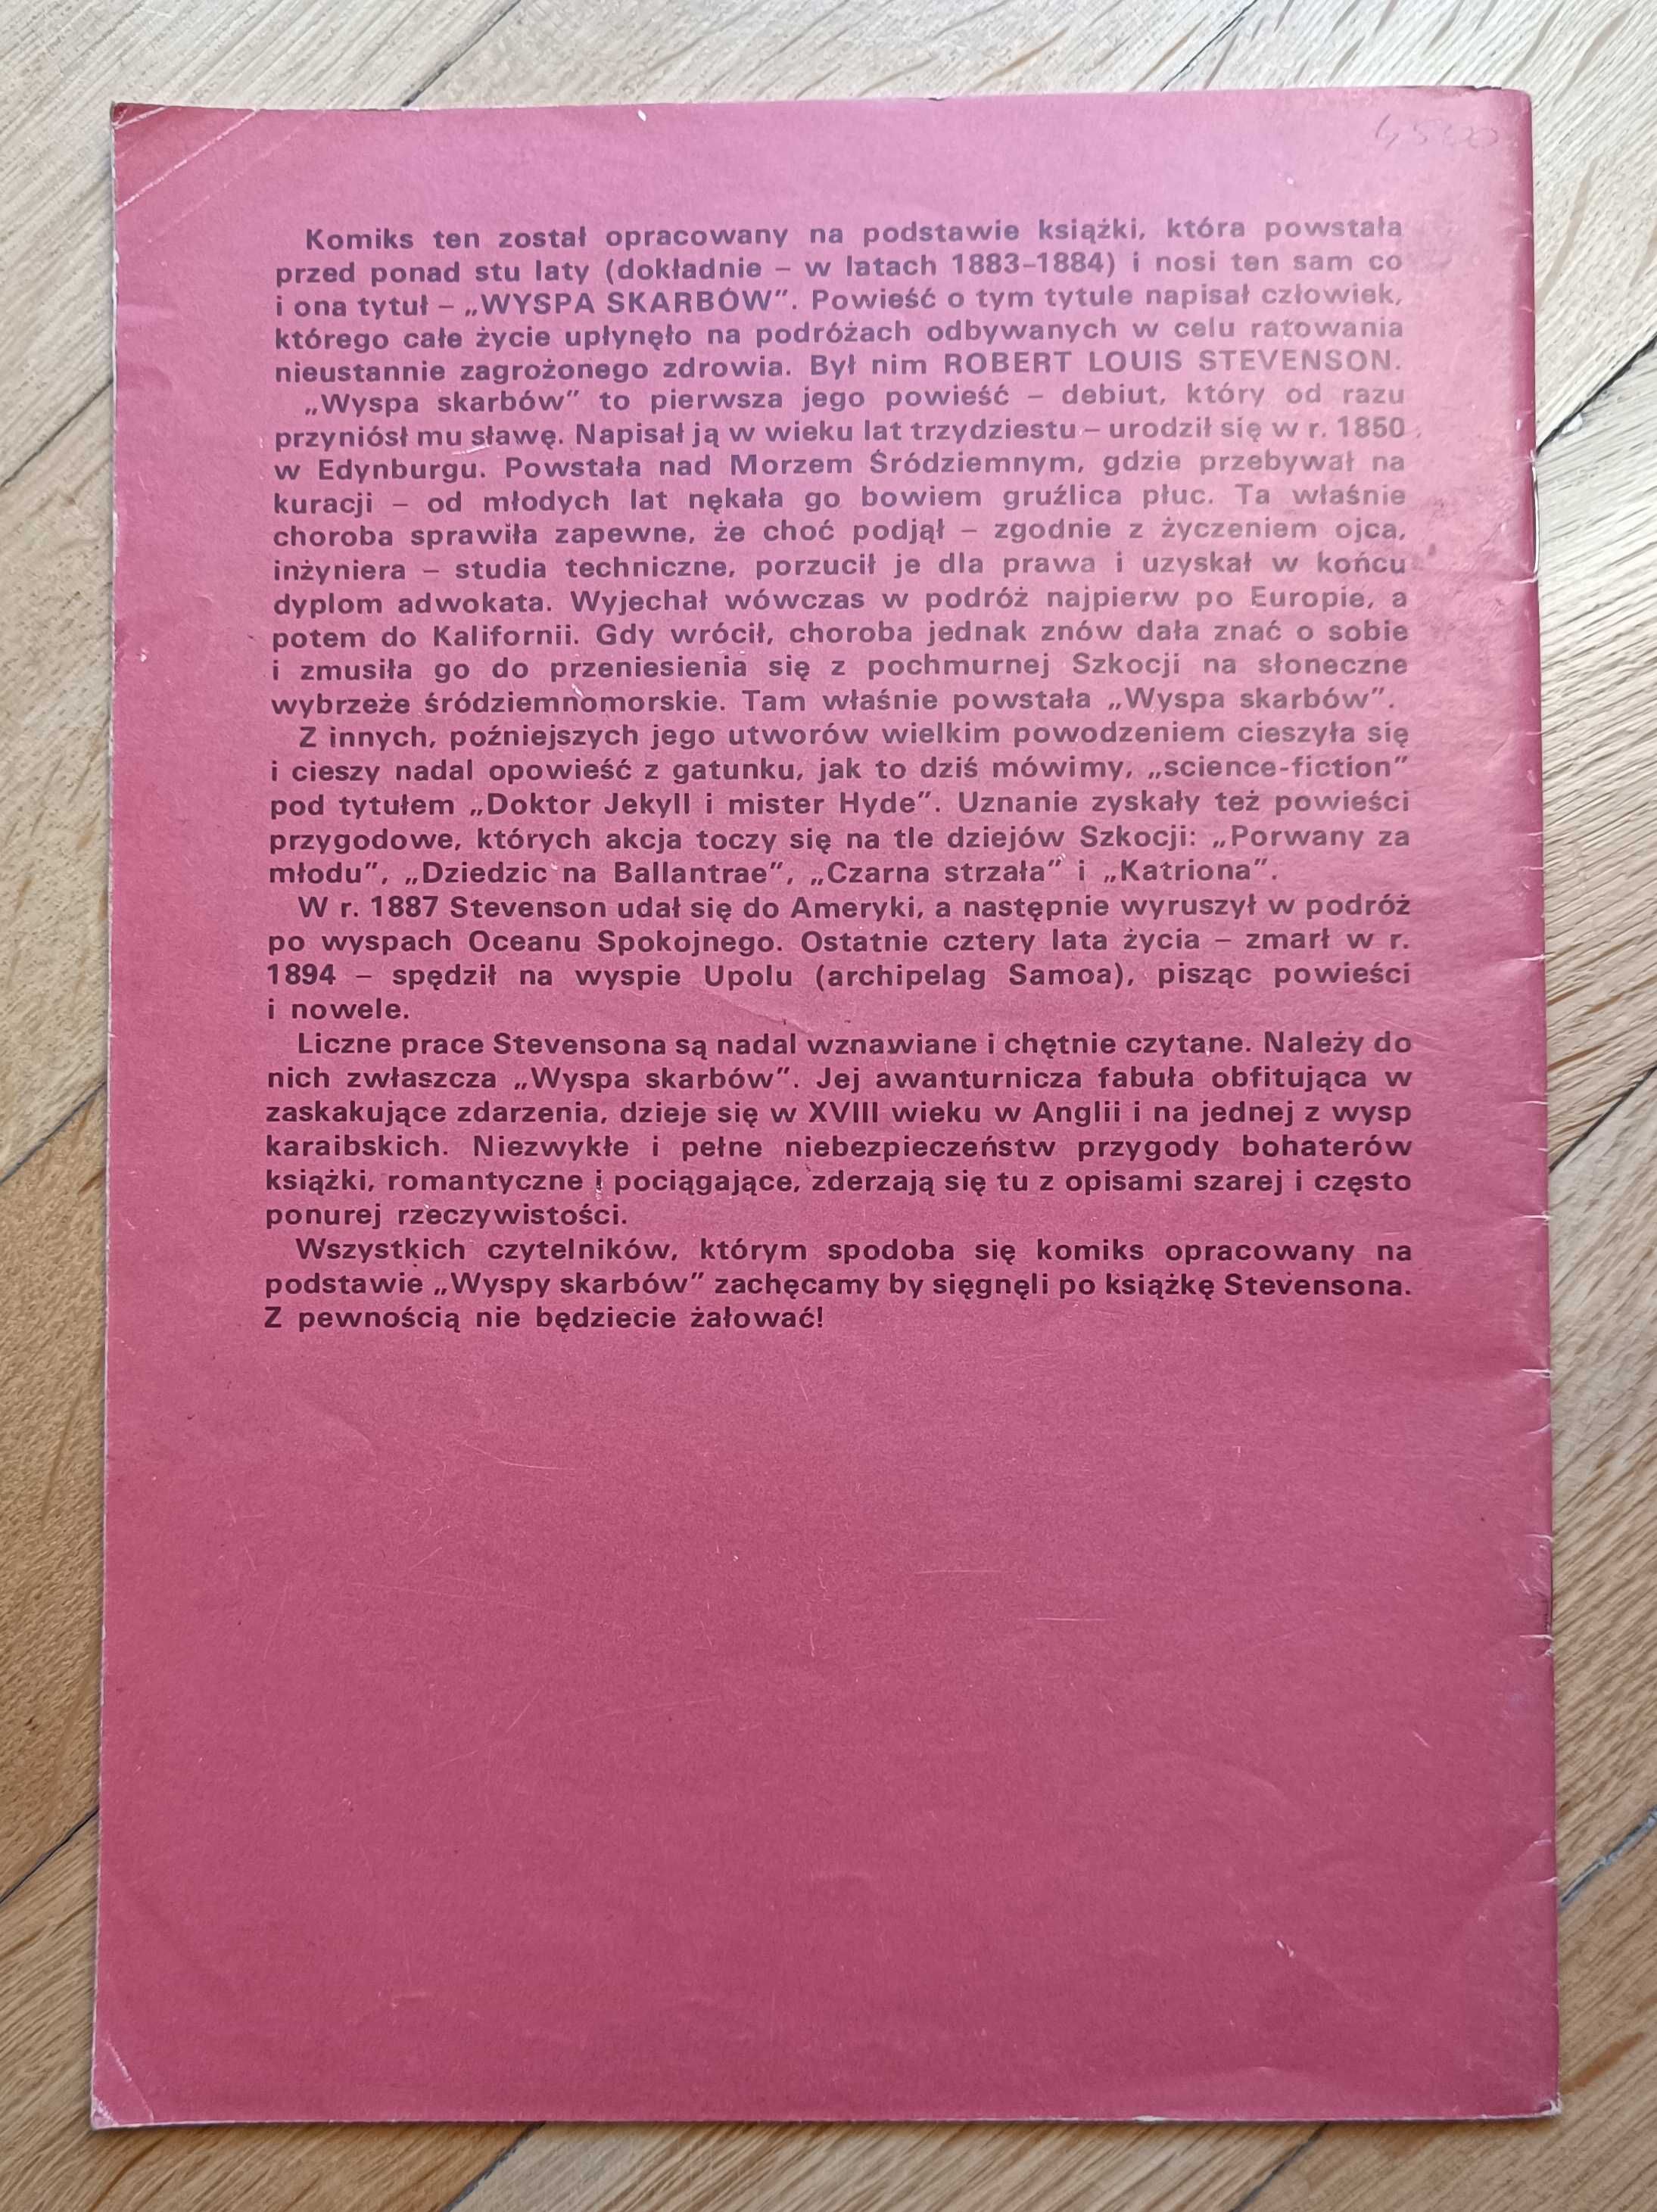 Komiks ten został opracowany na podstawie książki, która powstała
przed ponad stu laty (dokładnie – w latach 1883–1884) i nosi ten sam co
i ona tytuł – „WYSPA SKARBÓW”. Powieść o tym tytule napisał człowiek,
którego całe życie upłynęło na podróżach odbywanych w celu ratowania
nieustannie zagrożonego zdrowia. Był nim ROBERT LOUIS STEVENSON.
„Wyspa skarbów” to pierwsza jego powieść – debiut, który od razu
przyniósł mu sławę. Napisał ją w wieku lat trzydziestu – urodził się w r. 1850
w Edynburgu. Powstała nad Morzem Śródziemnym, gdzie przebywał na
kuracji – od młodych lat nękała go bowiem gruźlica płuc. Ta właśnie
choroba sprawiła zapewne, że choć podjął – zgodnie z życzeniem ojca,
inżyniera – studia techniczne, porzucił je dla prawa i uzyskał w końcu
dyplom adwokata. Wyjechał wówczas w podróż najpierw po Europie, a
potem do Kalifornii. Gdy wrócił, choroba jednak znów dała znać o sobie
i zmusiła go do przeniesienia się z pochmurnej Szkocji na słoneczne
wybrzeże śródziemnomorskie. Tam właśnie powstała „Wyspa skarbów”.
Z innych, poźniejszych jego utworów wielkim powodzeniem cieszyła się
i cieszy nadal opowieść z gatunku, jak to dziś mówimy, „science-fiction”
pod tytułem „Doktor Jekyll i mister Hyde”. Uznanie zyskały też powieści
przygodowe, których akcja toczy się na tle dziejów Szkocji: „Porwany za
młodu”, „Dziedzic na Ballantrae”, „Czarna strzała” i „Katriona”.
W r. 1887 Stevenson udał się do Ameryki, a następnie wyruszył w podróż
po wyspach Oceanu Spokojnego. Ostatnie cztery lata życia – zmarł w r.
1894 – spędził na wyspie Upolu (archipelag Samoa), pisząc powieści
i nowele.
Liczne prace Stevensona są nadal wznawiane i chętnie czytane. Należy do
nich zwłaszcza „Wyspa skarbów”. Jej awanturnicza fabuła obfitująca w
zaskakujące zdarzenia, dzieje się w XVIII wieku w Anglii i na jednej z wysp
karaibskich. Niezwykłe i pełne niebezpieczeństw przygody bohaterów
książki, romantyczne i pociągające, zderzają się tu z opisami szarej i często
ponurej rzeczywistości.
Wszystkich czytelników, którym spodoba się komiks opracowany na
podstawie „Wyspy skarbów” zachęcamy by sięgnęli po książkę Stevensona.
Z pewnością nie będziecie żałować!